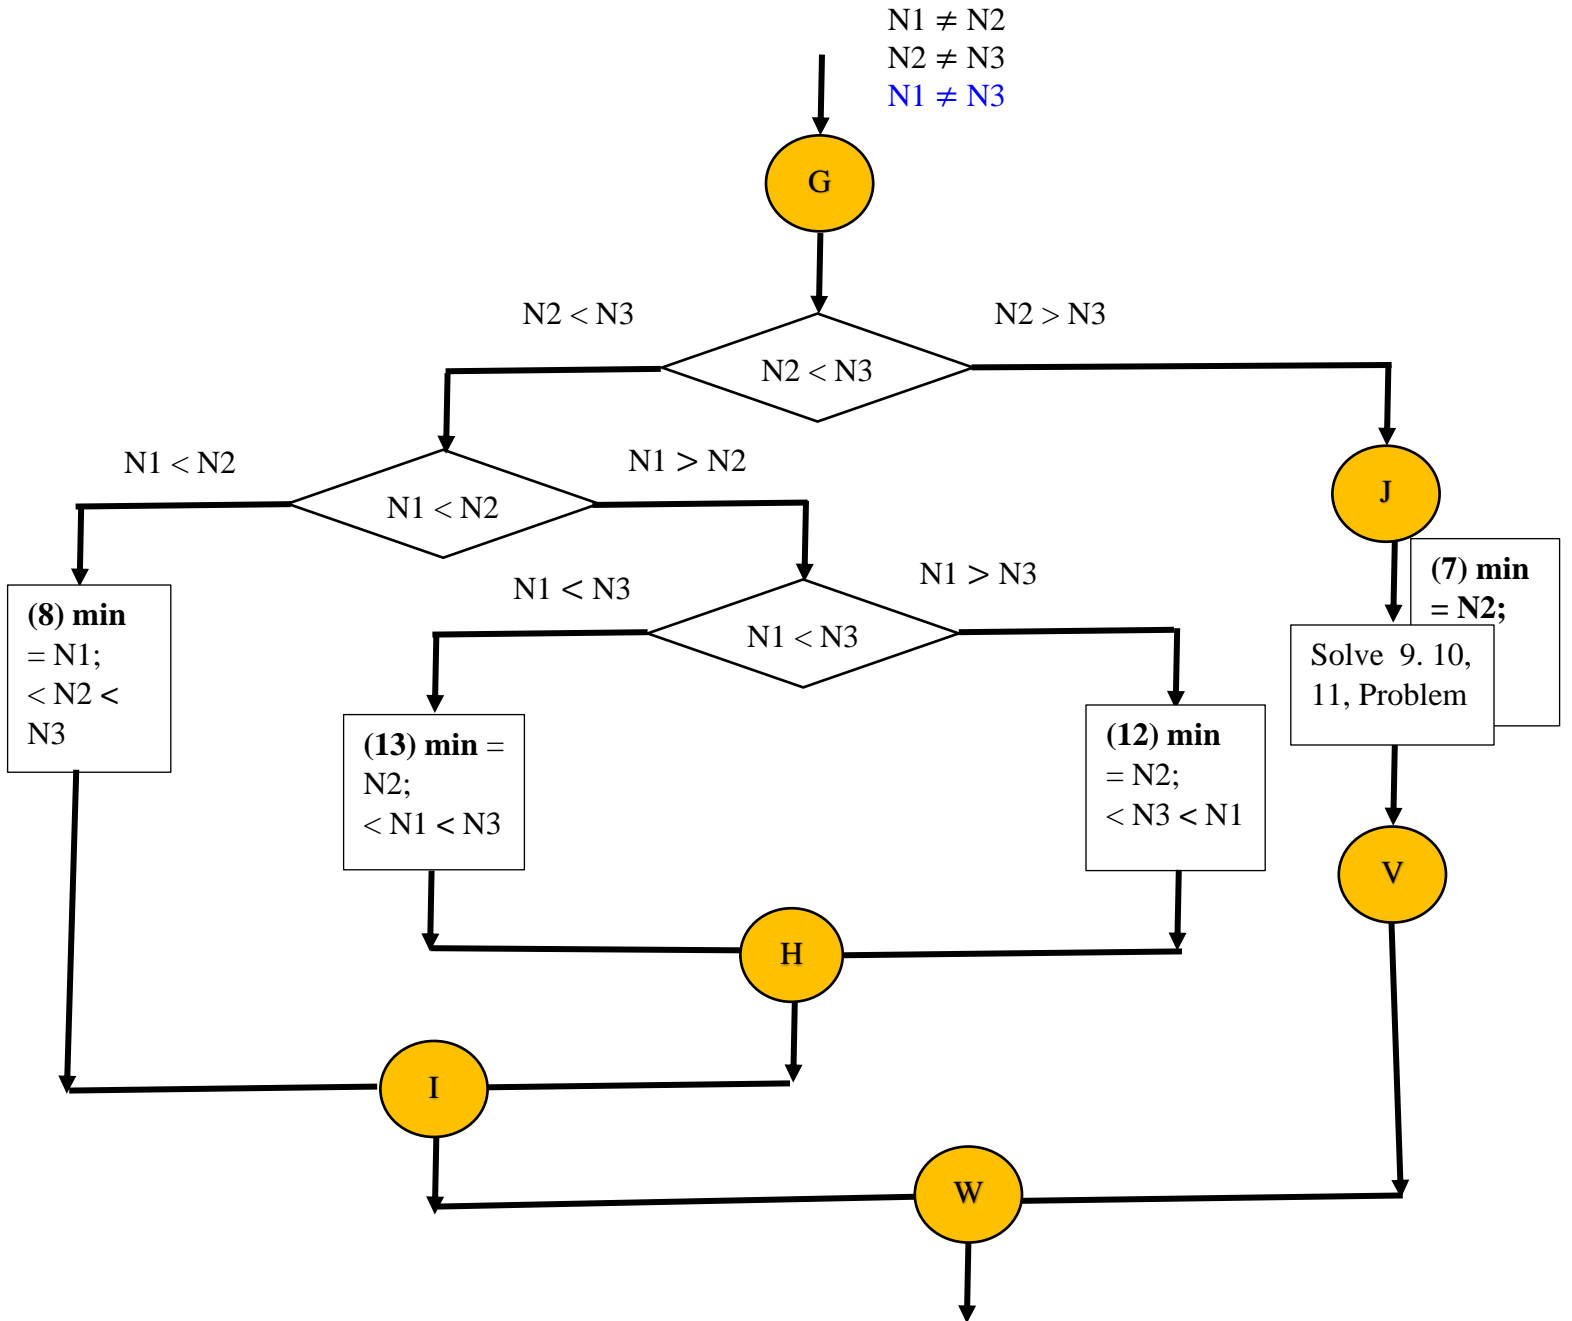 N1 ≠ N2
N2 ≠ N3
N1 ≠ N3
G
N2 < N3
N2 > N3
N2 < N3
N1 < N2
N1 > N2
N1 < N2
J
N1 < N3
N1 > N3
N1 < N3
(7) min
= N2;
(8) min
= N1;
< N2 <
N3
Solve 9. 10,
11, Problem
(13) min =
N2;
< N1 < N3
(12) min
= N2;
< N3 < N1
V
H
I
W